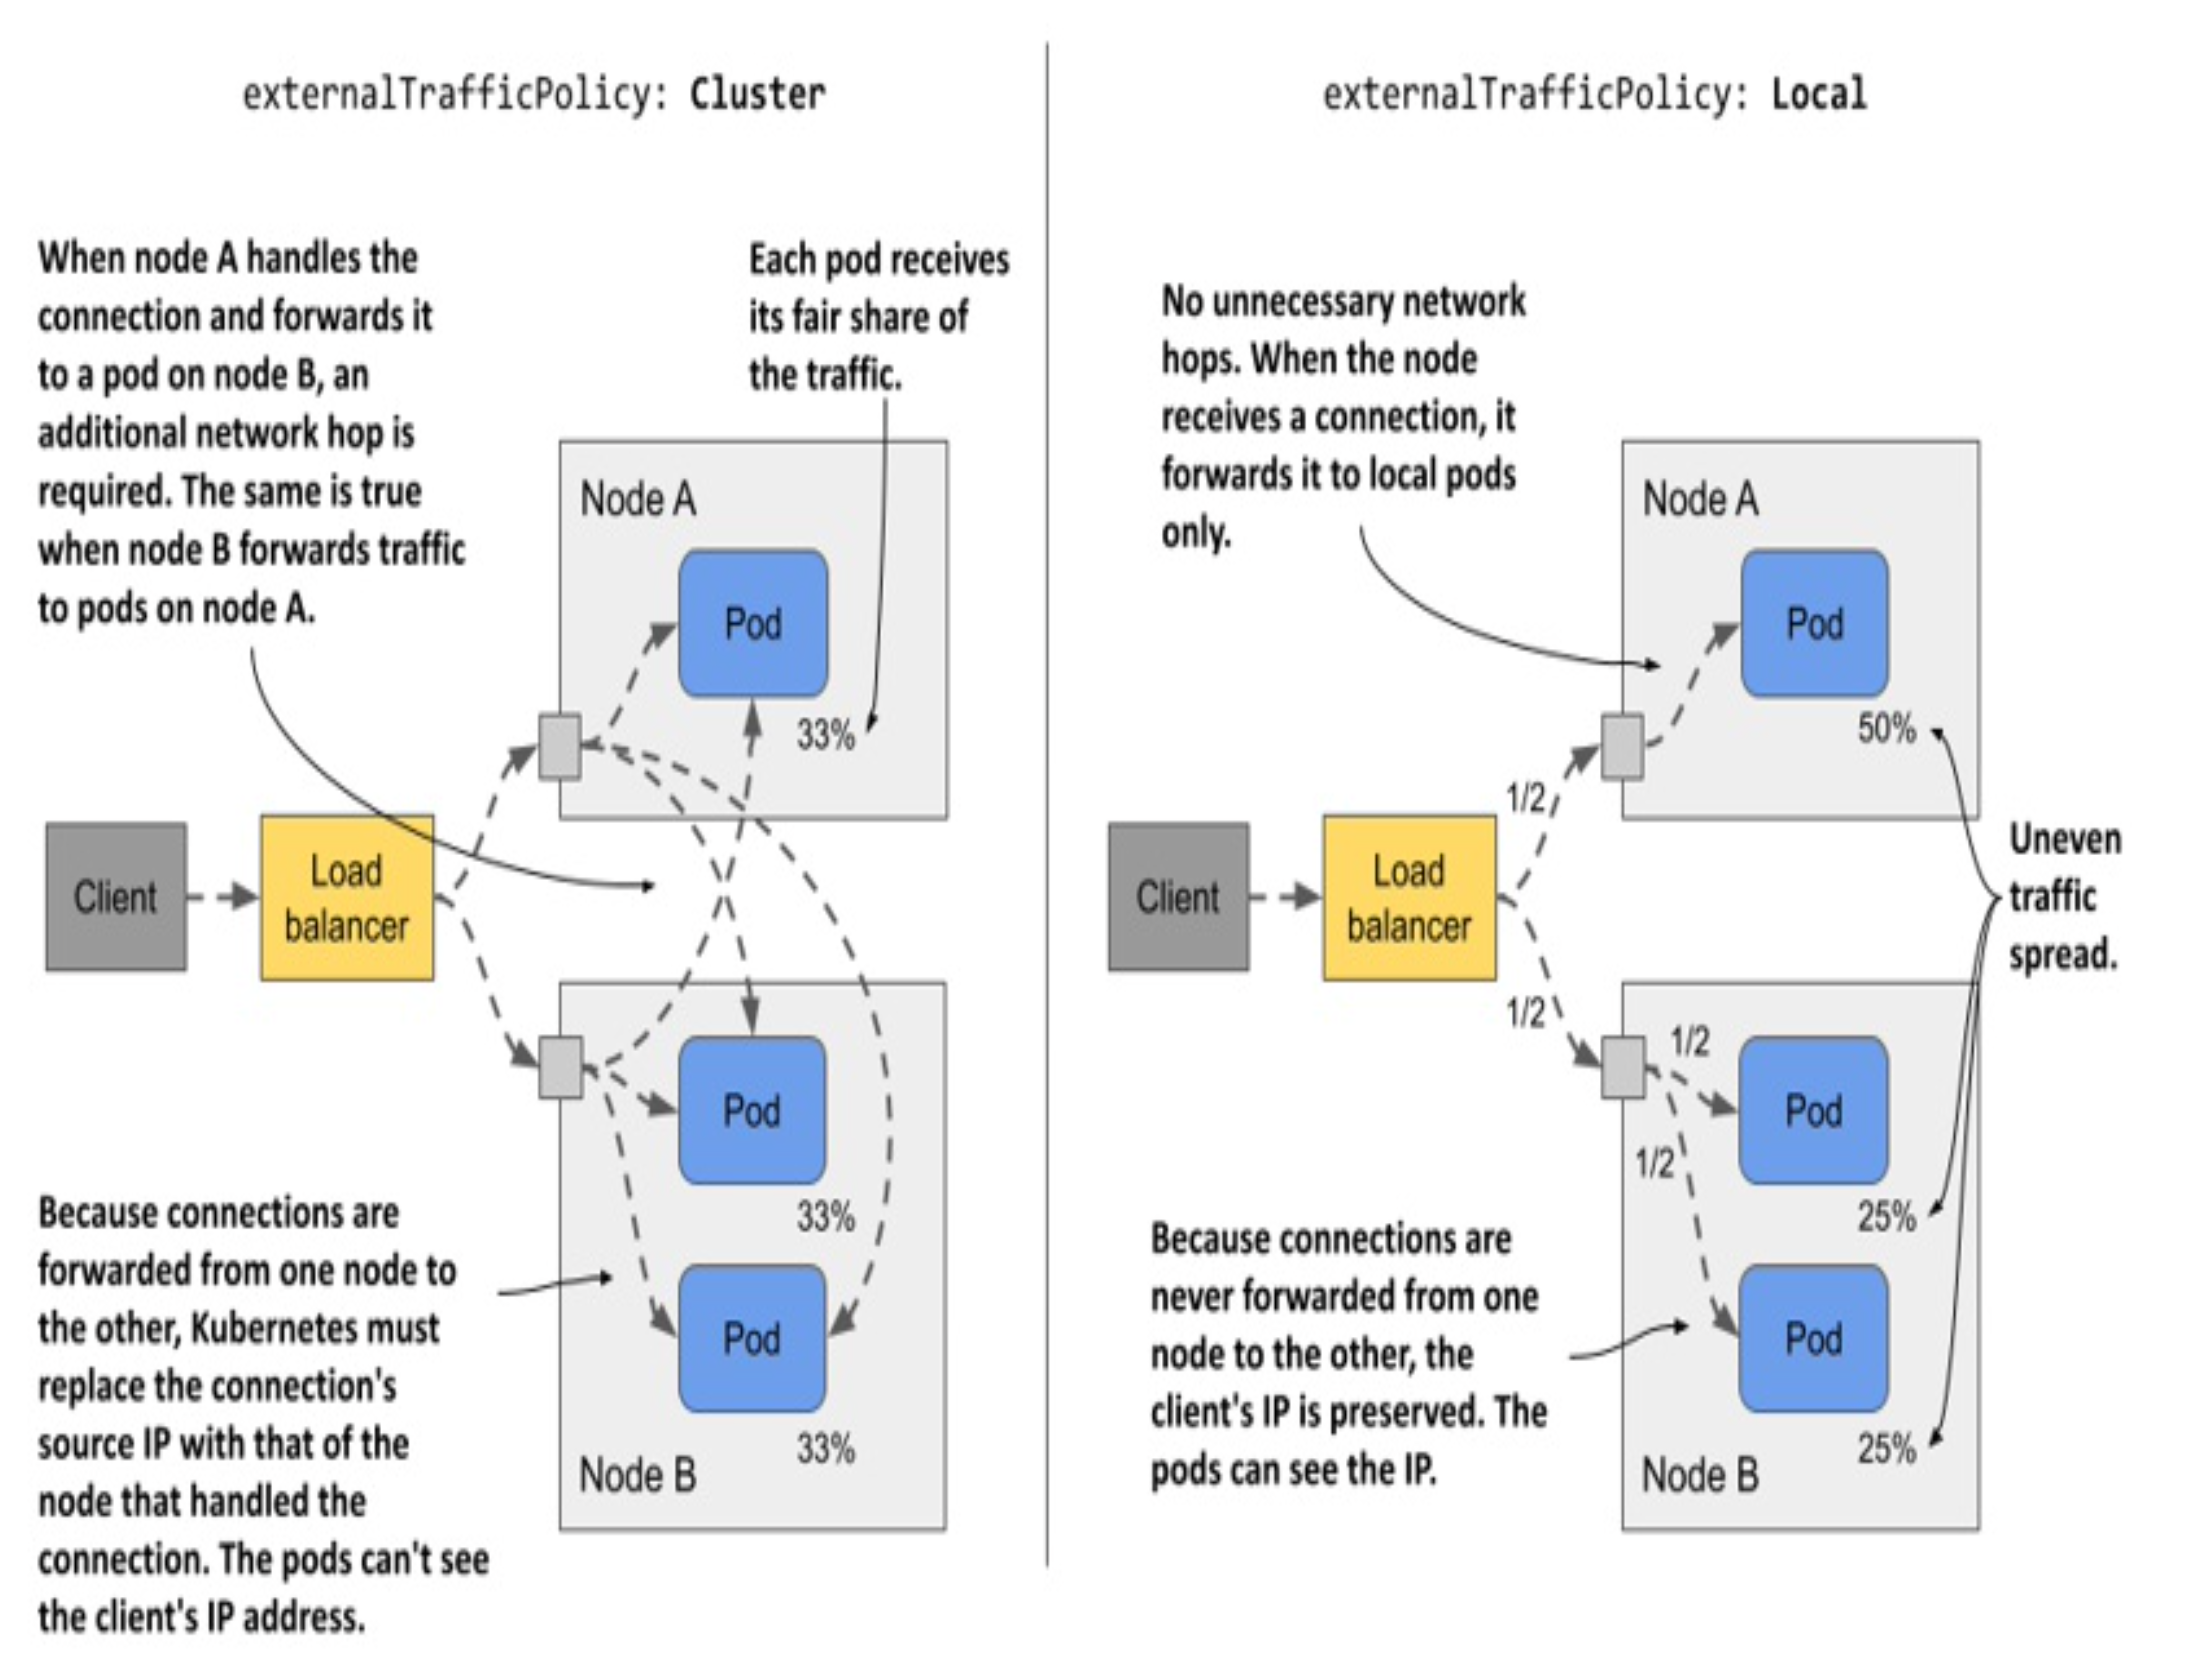 externalTrafficPolicy: Cluster
When node A handles the
connection and forwards it
to a pod on node B, an
additional network hop is
required. The same is true
when node B forwards traffic
to pods on node A.
Each pod receives
its fair share of
the traffic.
Node A
Pod
33%
Client
Load
balancer
Pod
33%
Pod
33%
Node B
Because connections are
forwarded from one node to
the other, Kubernetes must
replace the connection's
source IP with that of the
node that handled the
connection. The pods can't see
the client's IP address.
externalTrafficPolicy: Local
No unnecessary network
hops. When the node
receives a connection, it
forwards it to local pods
only.
Node A
Pod
50%
1/2
Client
Load
balancer
1/2
Uneven
traffic
spread.
1/2
Pod
1/2
25%
Pod
25%
Node B
Because connections are
never forwarded from one
node to the other, the
client's IP is preserved. The
pods can see the IP.